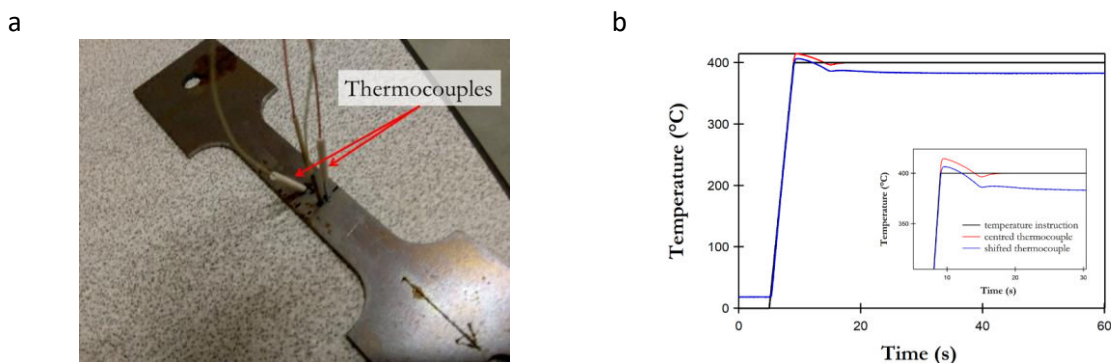 a
b
Thermocouples
Temperature (°C)
400
300
200
100
0
0
20
40
60
Time (s)
Temperature (°C)
400
350
10
20
30
Time (s)
temperature instruction
centred thermocouple
shifted thermocouple